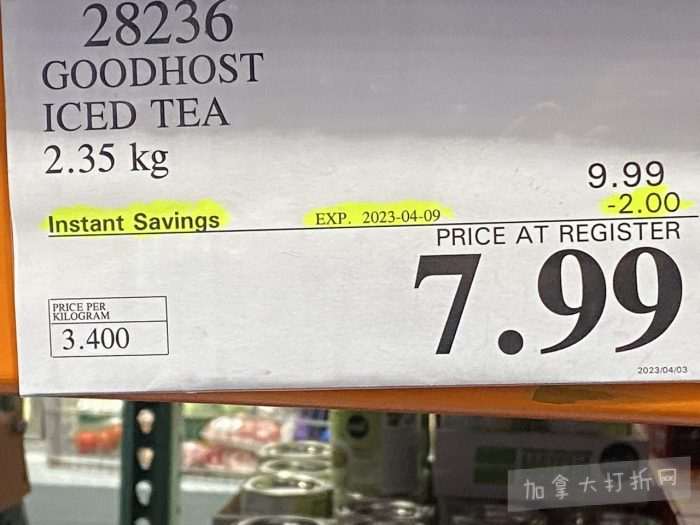 28236
GOODHOST
ICED TEA
2.35 kg
9.99
Instant Savings EXP. 2023-04-09 -2.00
PRICE AT REGISTER
7.99
PRICE PER
KILOGRAM
3.400
2023/04/03
加拿大打折网